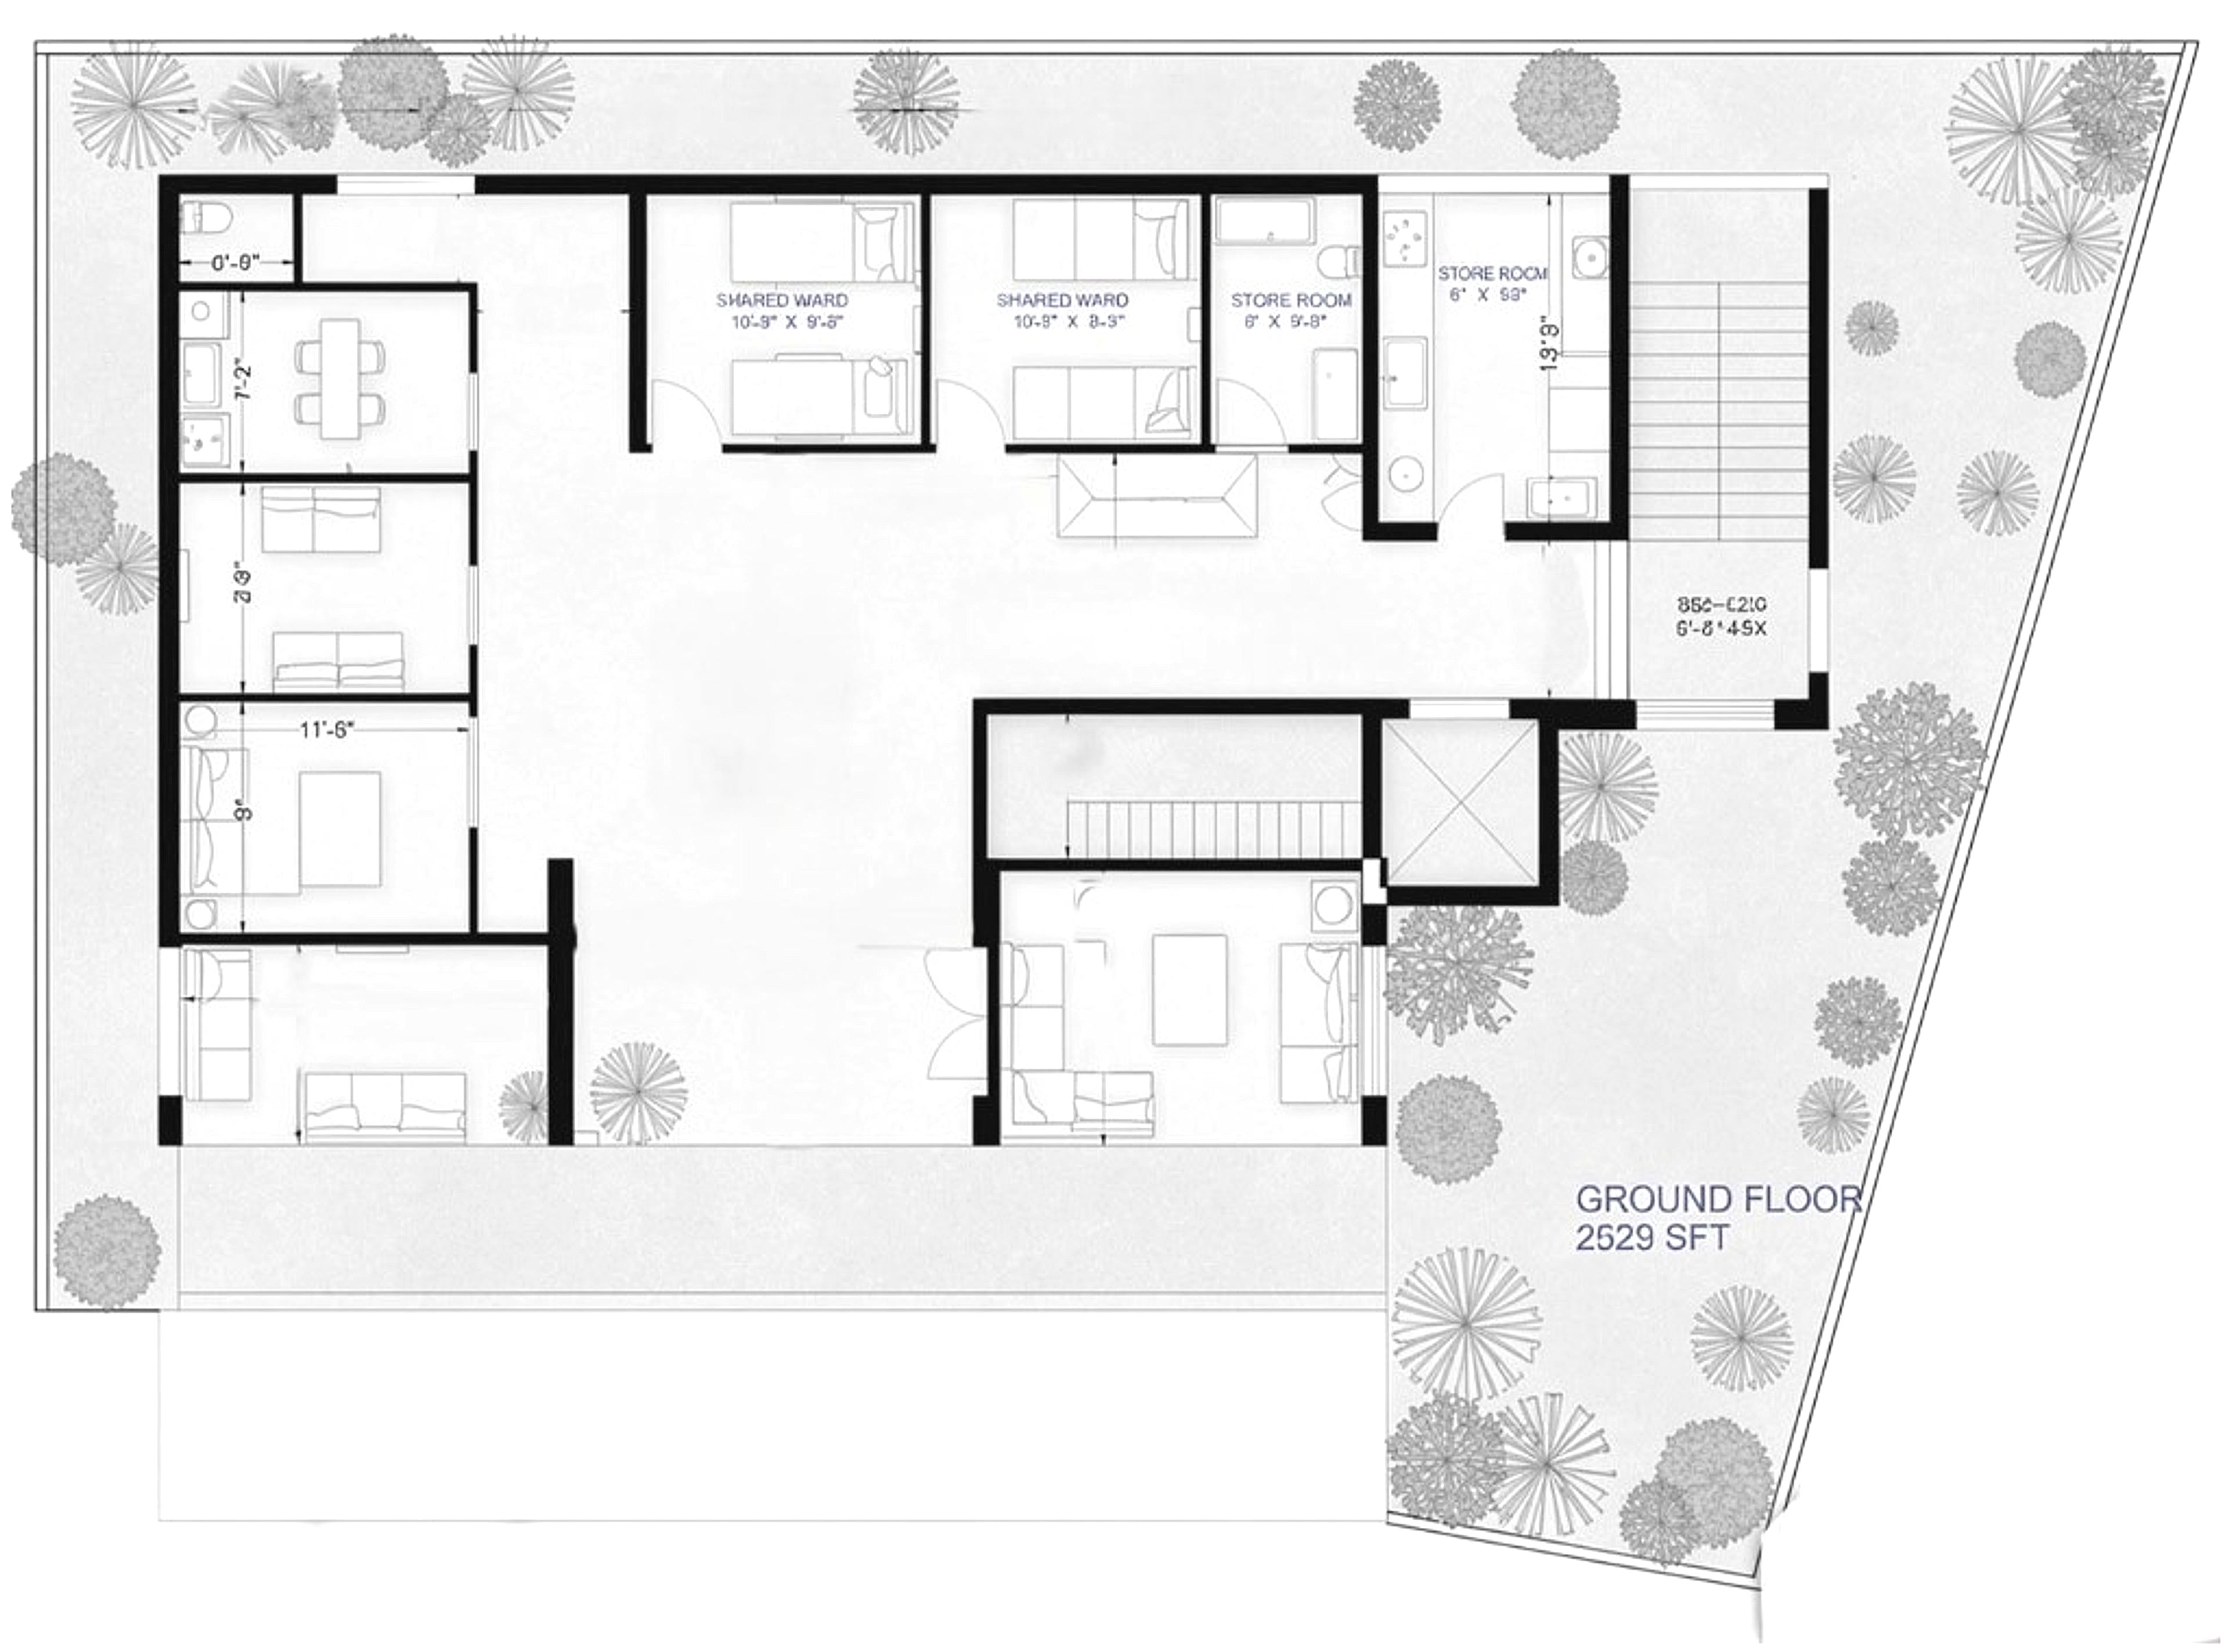 0'-9"
SHARED WARD
10'-9" X 9'-8"
SHARED WARD
10'-9" X 8-3"
STORE ROOM
6' X 9'-8"
STORE ROOM
6' X 98"
13'9"
7'-2"
11'-6"
9"
GROUND FLOOR
2529 SFT